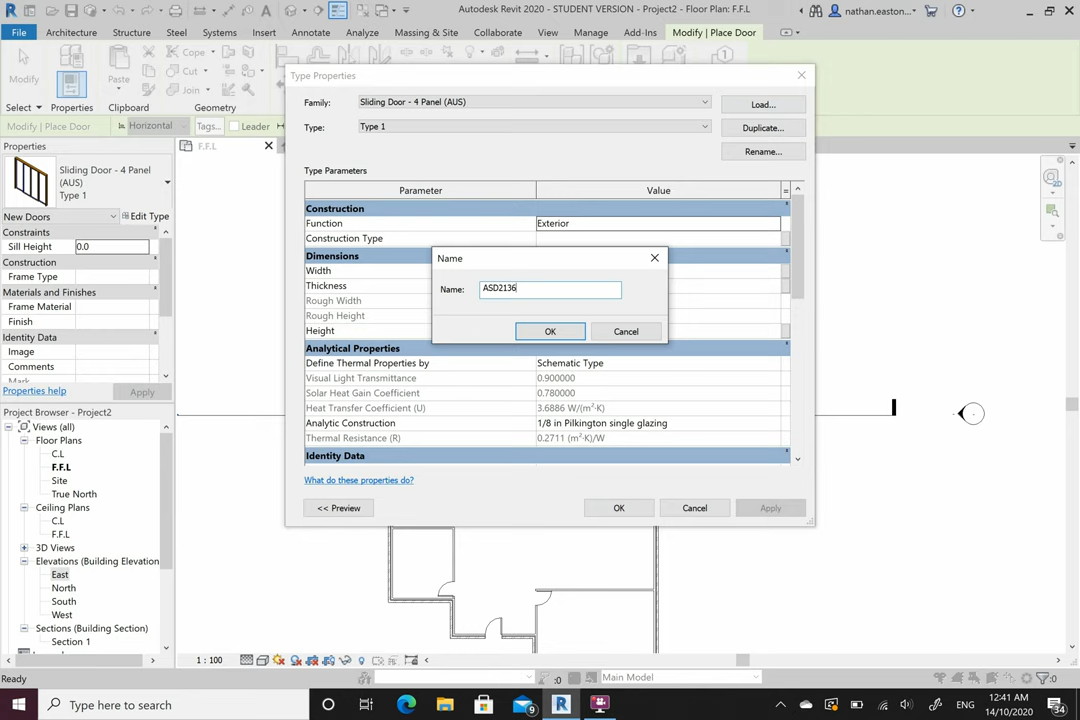 Autodesk Revit 2020 - STUDENT VERSION - Project2 - Floor Plan: F.F.L
nathan.easton...
File Architecture Structure Steel Systems Insert Annotate Analyze Massing & Site Collaborate View Manage Add-Ins Modify | Place Door
Modify
Paste
Cope
Cut
Join
Select Properties Clipboard Geometry
Modify | Place Door Horizontal Tags... Leader
Properties
F.F.L
Sliding Door - 4 Panel
(AUS)
Type 1
New Doors Edit Type
Constraints
Sill Height 0.0
Construction
Frame Type
Materials and Finishes
Frame Material
Finish
Identity Data
Image
Comments
Mark
Properties help Apply
Project Browser - Project2
Views (all)
Floor Plans
C.L
F.F.L
Site
True North
Ceiling Plans
C.L
F.F.L
3D Views
Elevations (Building Elevation
East
North
South
West
Sections (Building Section)
Section 1
Type Properties
Family: Sliding Door - 4 Panel (AUS) Load...
Type: Type 1 Duplicate...
Rename...
Type Parameters
Parameter Value =
Construction
Function Exterior
Construction Type
Dimensions
Width
Thickness
Rough Width
Rough Height
Height
Name
Name: ASD2136
OK Cancel
Analytical Properties
Define Thermal Properties by Schematic Type
Visual Light Transmittance 0.900000
Solar Heat Gain Coefficient 0.780000
Heat Transfer Coefficient (U) 3.6886 W/(m²·K)
Analytic Construction 1/8 in Pilkington single glazing
Thermal Resistance (R) 0.2711 (m²·K)/W
Identity Data
What do these properties do?
<< Preview OK Cancel Apply
1 : 100
Ready
:0 Main Model :0
Type here to search
9
ENG 12:41 AM
14/10/2020
34